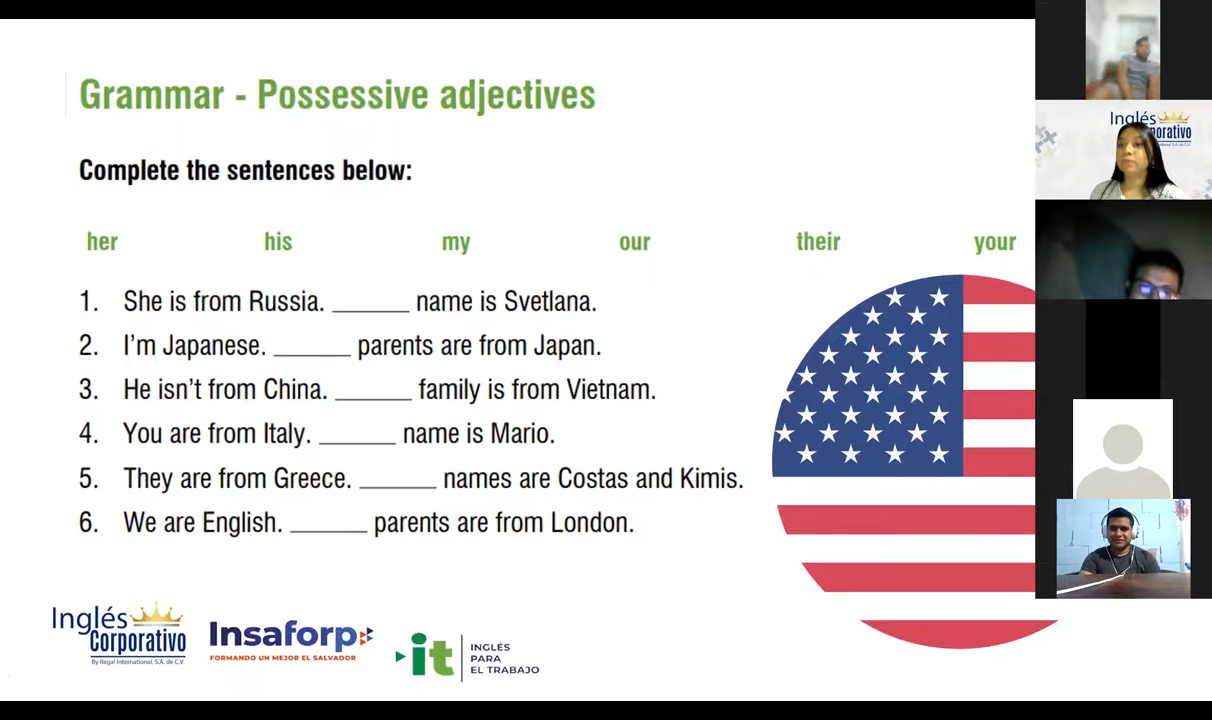 Grammar - Possessive adjectives
Complete the sentences below:
her his my our their your
1. She is from Russia. _______ name is Svetlana.
2. I'm Japanese. _______ parents are from Japan.
3. He isn't from China. _______ family is from Vietnam.
4. You are from Italy. _______ name is Mario.
5. They are from Greece. _______ names are Costas and Kimis.
6. We are English. _______ parents are from London.
Inglés
Corporativo
By Regal International, S.A. de C.V.
Insaforp
FORMANDO UN MEJOR EL SALVADOR
it
INGLÉS
PARA
EL TRABAJO
Inglés